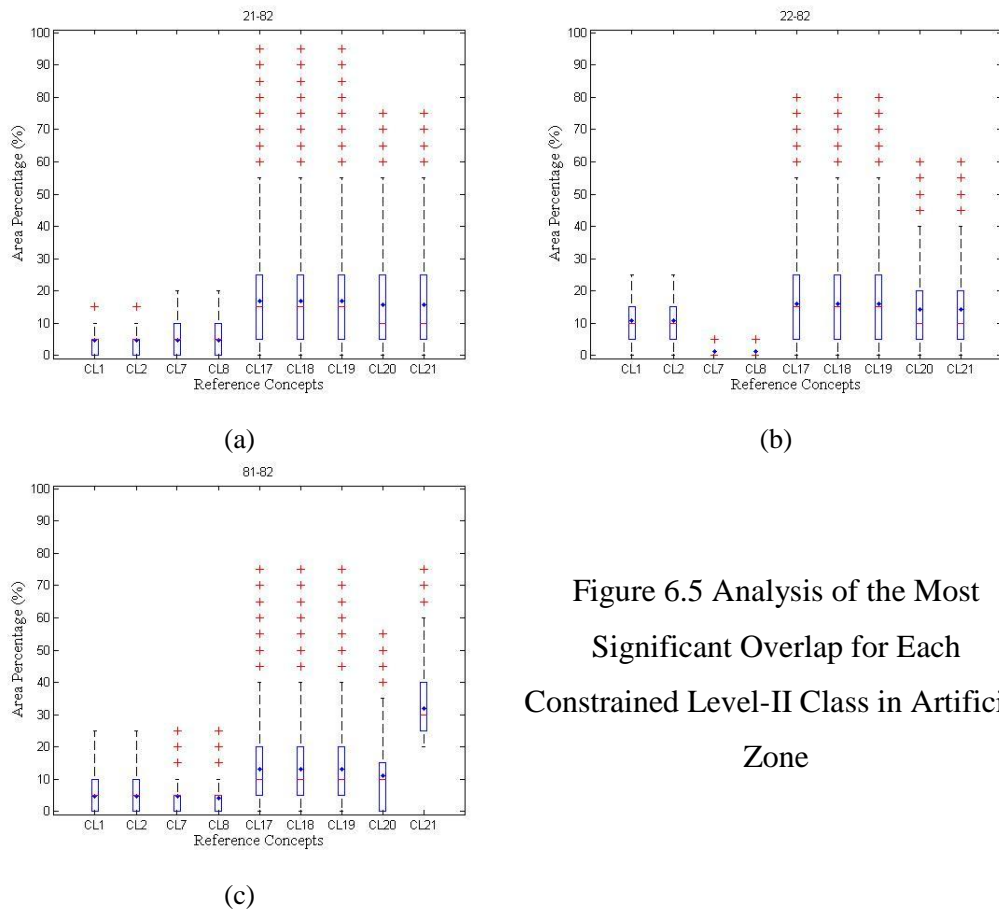 21-82
100
90
80
70
60
50
40
30
20
10
0
Area Percentage (%)
CL1 CL2 CL7 CL8 CL17 CL18 CL19 CL20 CL21
Reference Concepts
(a)
22-82
100
90
80
70
60
50
40
30
20
10
0
Area Percentage (%)
CL1 CL2 CL7 CL8 CL17 CL18 CL19 CL20 CL21
Reference Concepts
(b)
81-82
100
90
80
70
60
50
40
30
20
10
0
Area Percentage (%)
CL1 CL2 CL7 CL8 CL17 CL18 CL19 CL20 CL21
Reference Concepts
(c)
Figure 6.5 Analysis of the Most
Significant Overlap for Each
Constrained Level-II Class in Artifici
Zone